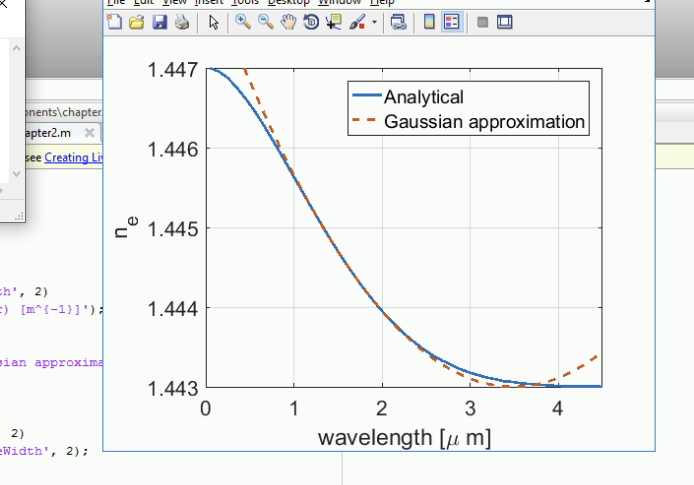 File Edit View Insert Tools Desktop Window Help
onents\chapter
apter2.m
see Creating Li
th', 2)
r) [m^{-1}]');
sian approxima
2)
eWidth', 2);
1.447
1.446
1.445
1.444
1.443
n_e
Analytical
Gaussian approximation
0 1 2 3 4
wavelength [μ m]